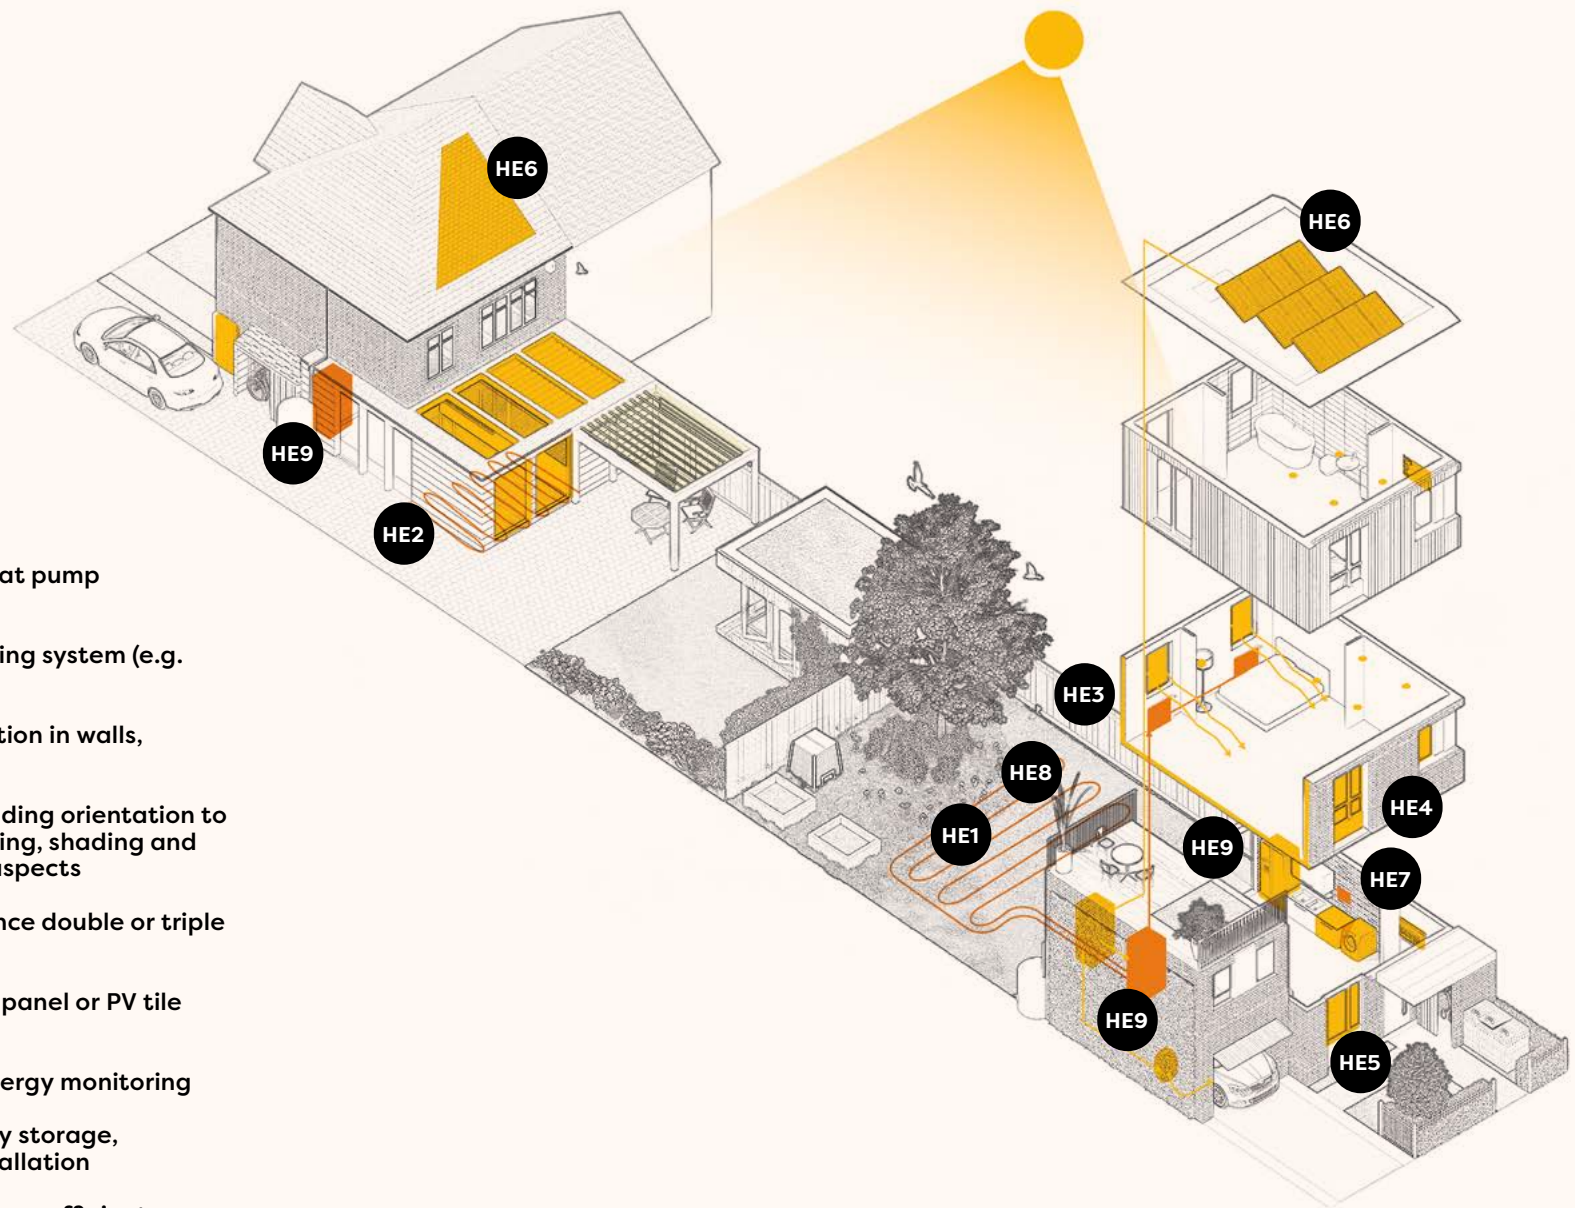 HE6
HE6
HE9
HE2
at pump
ing system (e.g.
HE3
tion in walls,
HE8
ding orientation to
HE4
ing, shading and
HE1
HE9
aspects
HE7
nce double or triple
panel or PV tile
HE9
HE5
ergy monitoring
y storage,
allation